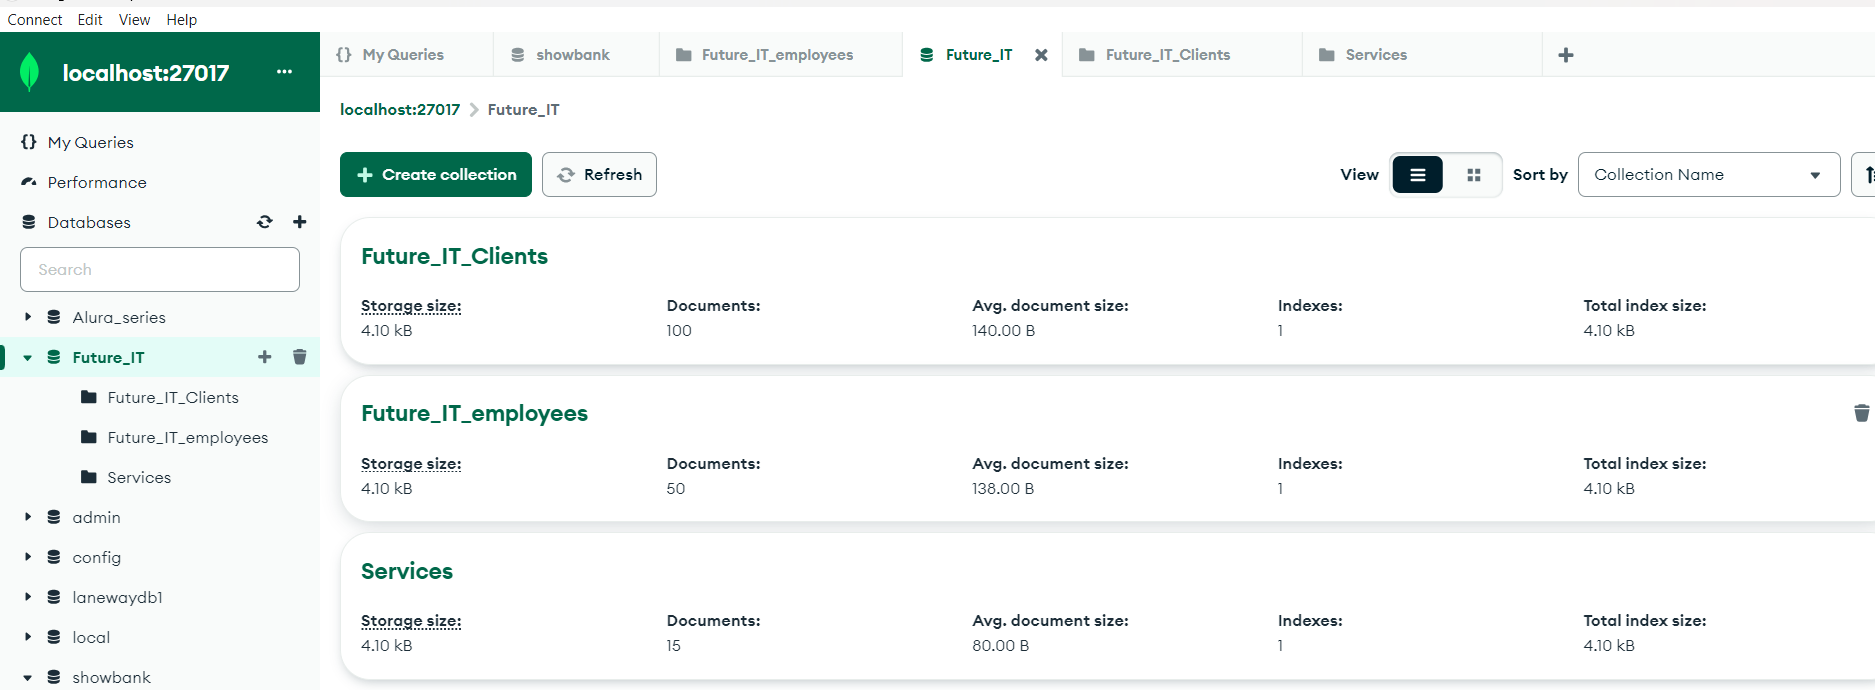 Connect Edit View Help
localhost:27017 ...
{} My Queries
showbank
Future_IT_employees
Future_IT
Future_IT_Clients
Services
localhost:27017 > Future_IT
{} My Queries
Performance
Databases
Search
Alura_series
Future_IT
Future_IT_Clients
Future_IT_employees
Services
admin
config
lanewaydb1
local
showbank
+ Create collection
Refresh
View
Sort by
Collection Name
Future_IT_Clients
Storage size: Documents: Avg. document size: Indexes: Total index size:
4.10 kB 100 140.00 B 1 4.10 kB
Future_IT_employees
Storage size: Documents: Avg. document size: Indexes: Total index size:
4.10 kB 50 138.00 B 1 4.10 kB
Services
Storage size: Documents: Avg. document size: Indexes: Total index size:
4.10 kB 15 80.00 B 1 4.10 kB